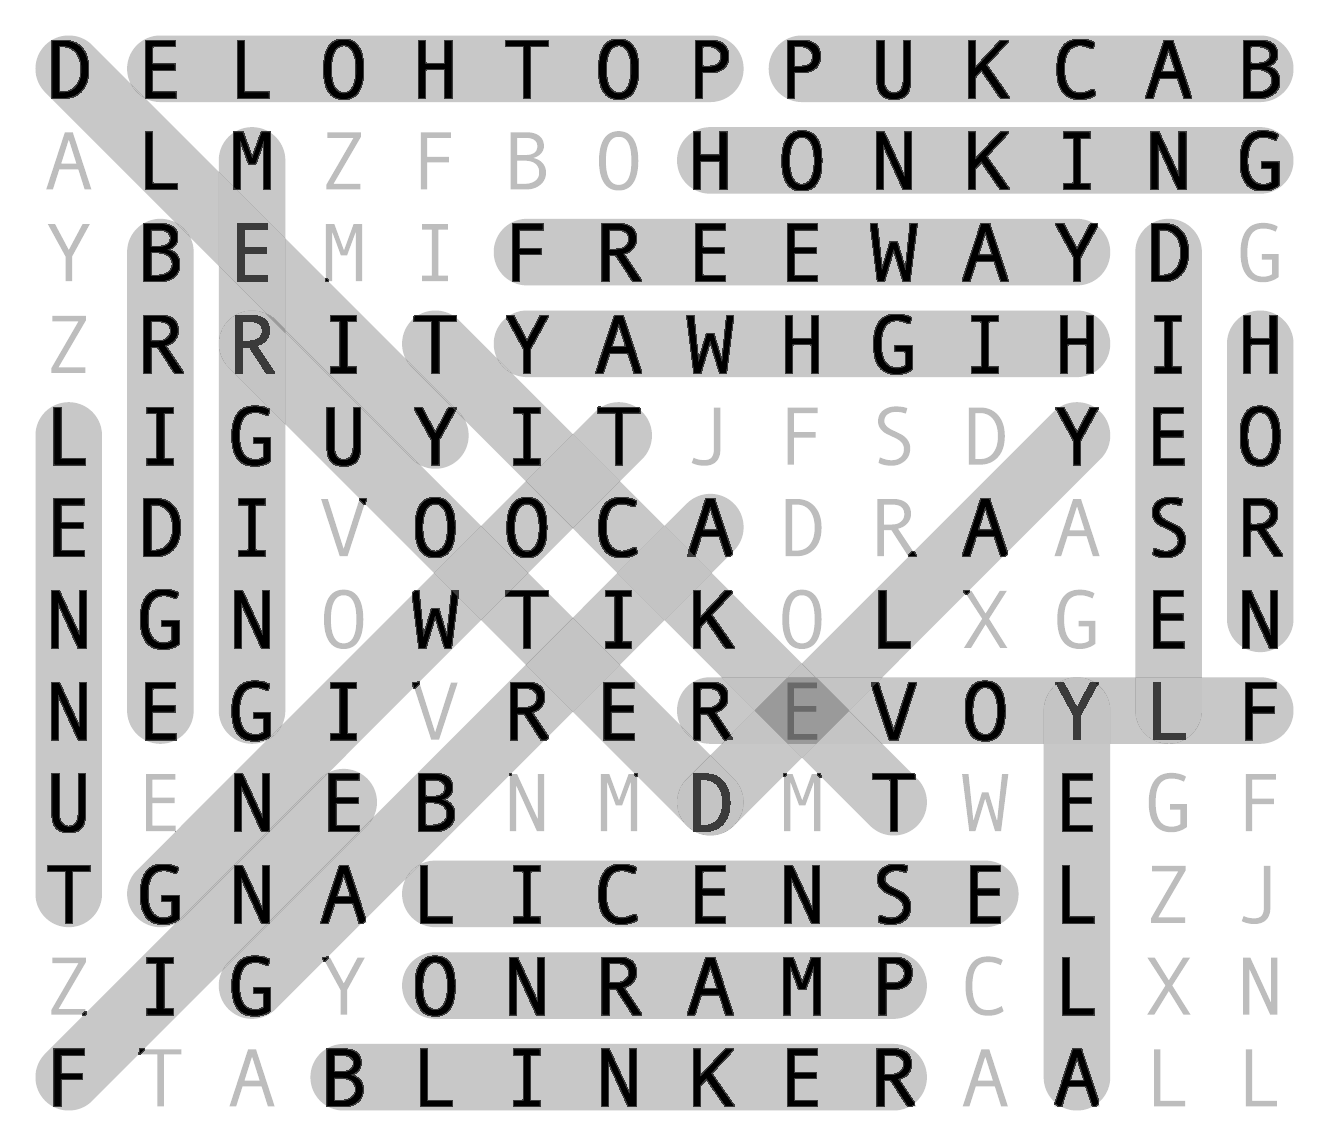 D E L O H T O P P U K C A B
A L M Z F B O H O N K I N G
Y B E M I F R E E W A Y D G
Z R R I T Y A W H G I H I H
L I G U Y I T J F S D Y E O
E D I V O O C A D R A A S R
N G N O W T I K O L X G E N
N E G I V R E R E V O Y L F
U E N E B N M D M T W E G F
T G N A L I C E N S E L Z J
Z I G Y O N R A M P C L X N
F T A B L I N K E R A A L L